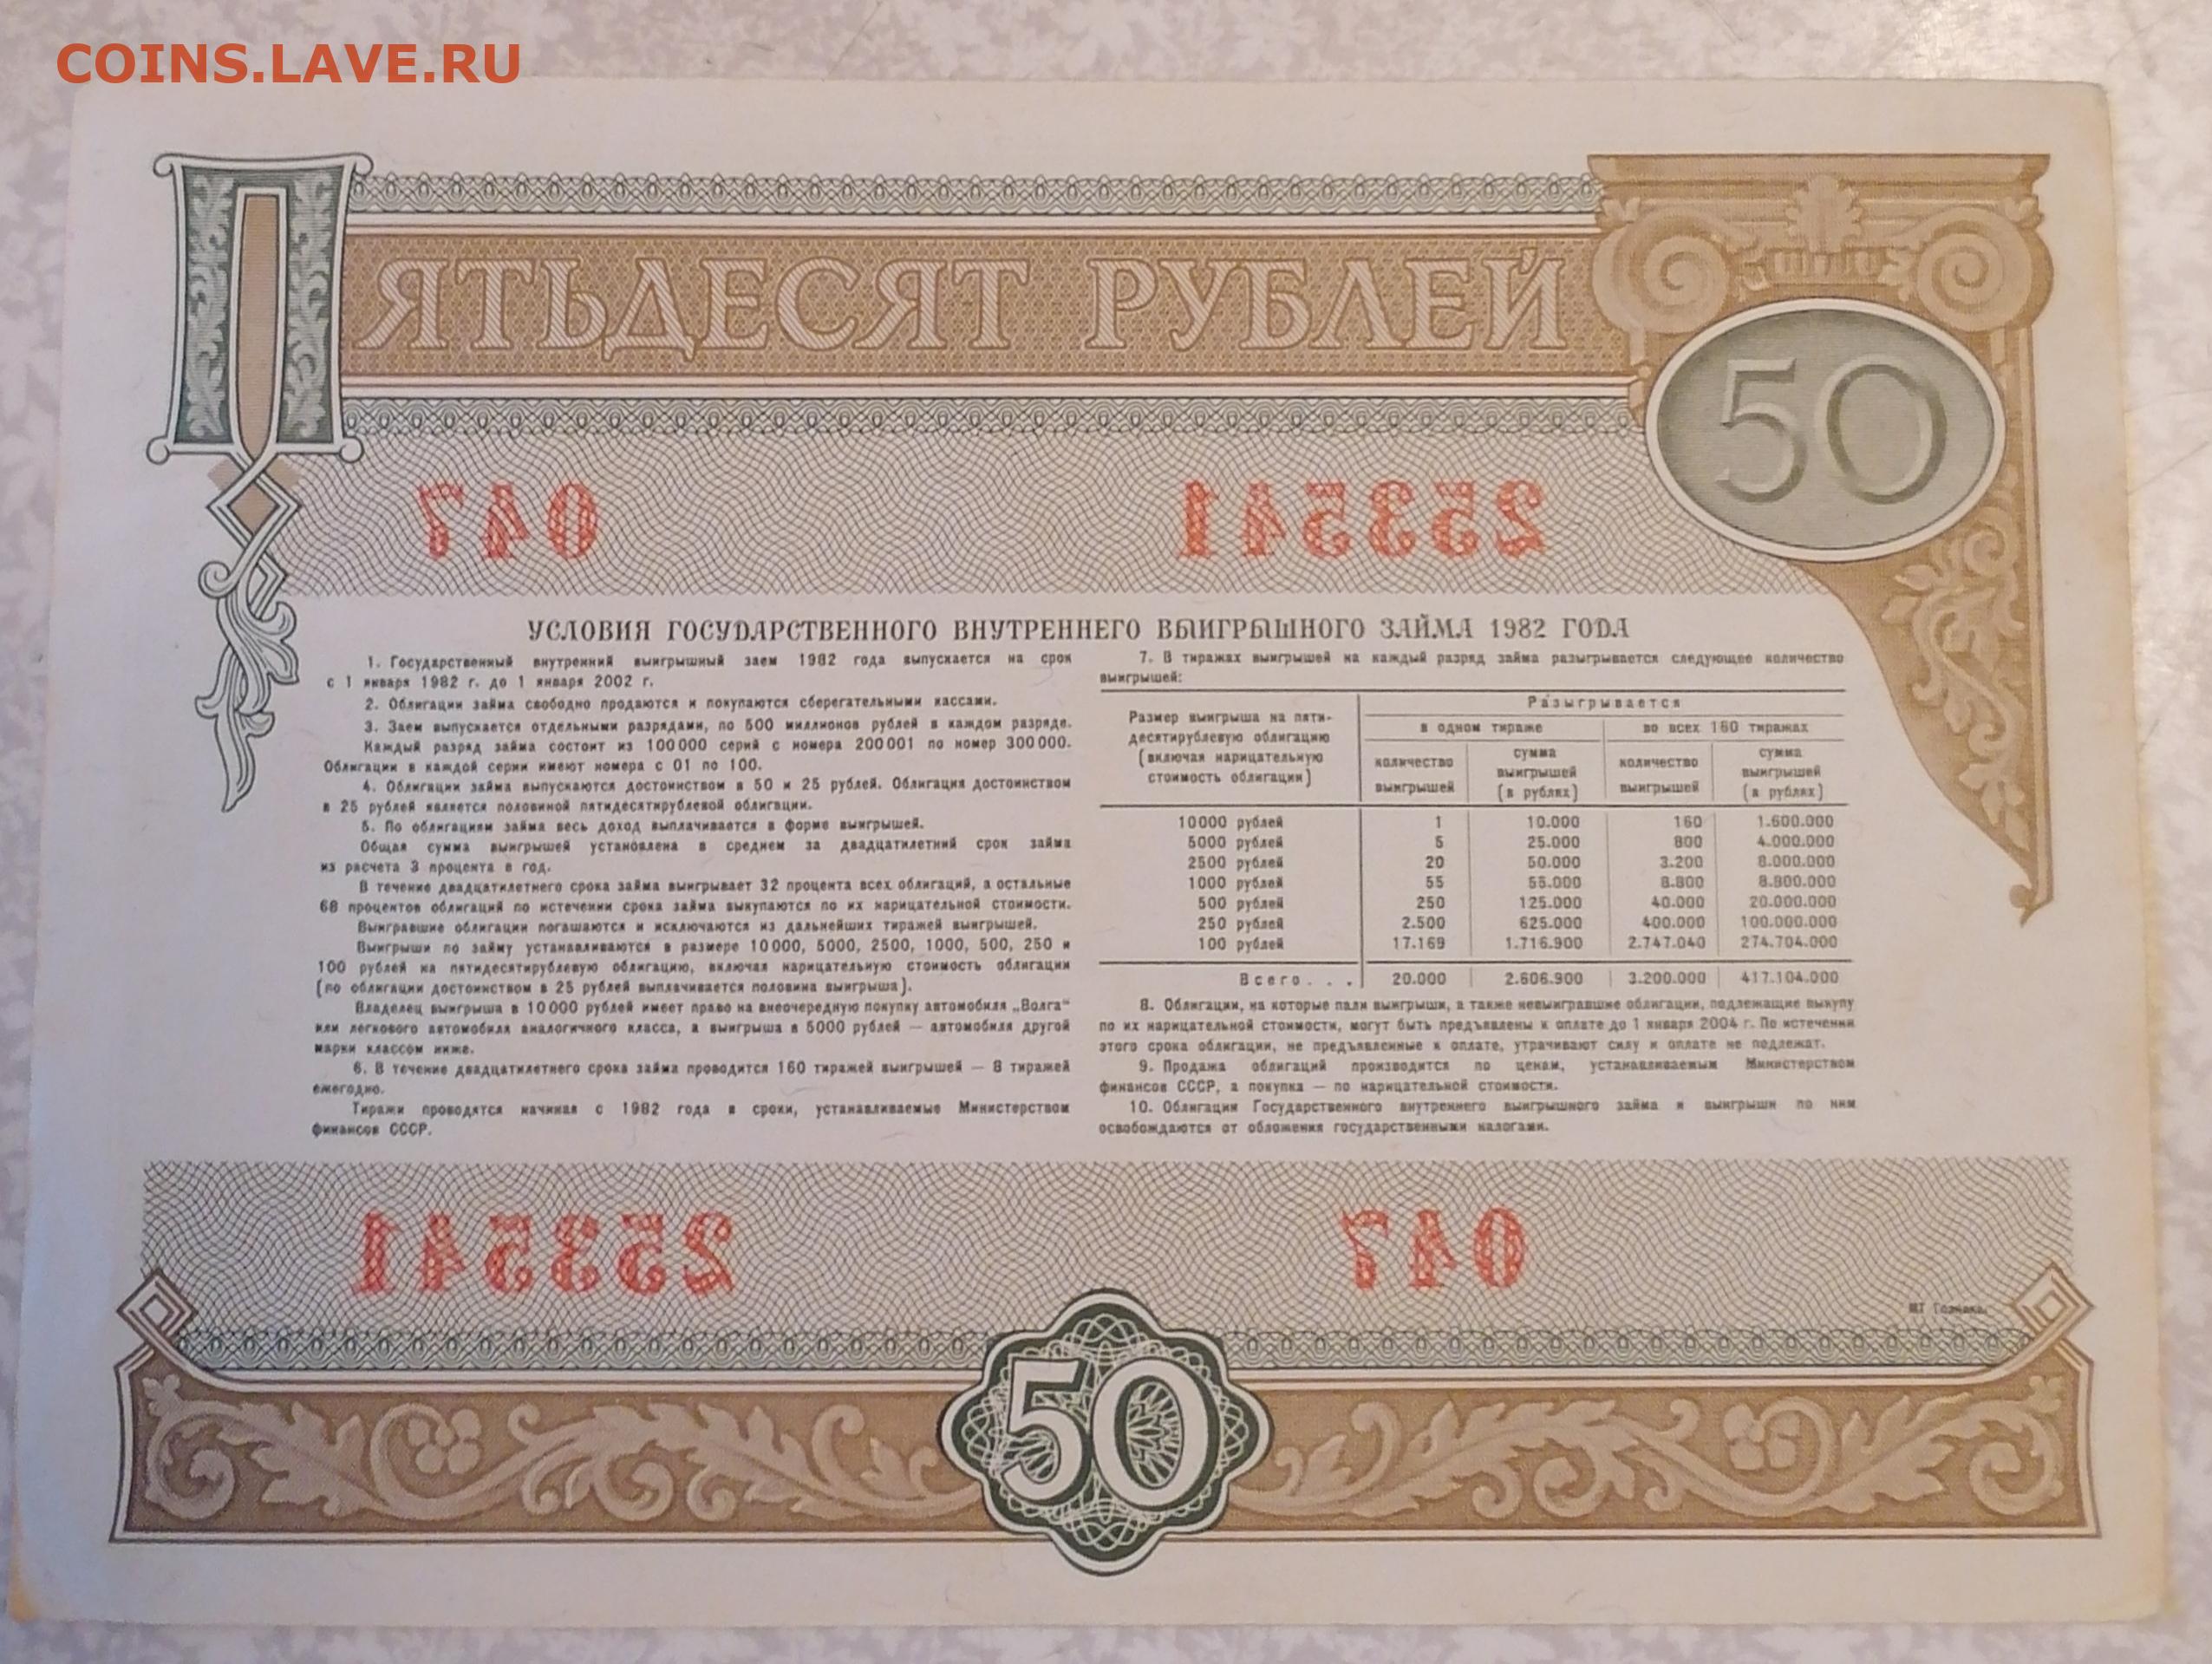 COINS.LAVE.RU
ПЯТЬДЕСЯТ РУБЛЕЙ
50
047 253541
УСЛОВИЯ ГОСУДАРСТВЕННОГО ВНУТРЕННЕГО ВЫИГРЫШНОГО ЗАЙМА 1982 ГОДА
1. Государственный внутренний выигрышный заем 1982 года выпускается на срок
с 1 января 1982 г. до 1 января 2002 г.
2. Облигации займа свободно продаются и покупаются сберегательными кассами.
3. Заем выпускается отдельными разрядами, по 500 миллионов рублей в каждом разряде.
Каждый разряд займа состоит из 100 000 серий с номера 200 001 по номер 300 000.
Облигации в каждой серии имеют номера с 01 по 100.
4. Облигации займа выпускаются достоинством в 50 и 25 рублей. Облигация достоинством
в 25 рублей является половиной пятидесятирублевой облигации.
5. По облигациям займа весь доход выплачивается в форме выигрышей.
Общая сумма выигрышей установлена в среднем за двадцатилетний срок займа
из расчета 3 процента в год.
В течение двадцатилетнего срока займа выигрывает 32 процента всех облигаций, а остальные
68 процентов облигаций по истечении срока займа выкупаются по их нарицательной стоимости.
Выигравшие облигации погашаются и исключаются из дальнейших тиражей выигрышей.
Выигрыши по займу устанавливаются в размере 10 000, 5000, 2500, 1000, 500, 250 и
100 рублей на пятидесятирублевую облигацию, включая нарицательную стоимость облигации
(по облигации достоинством в 25 рублей выплачивается половина выигрыша).
Владелец выигрыша в 10 000 рублей имеет право на внеочередную покупку автомобиля „Волга“
или легкового автомобиля аналогичного класса, а выигрыша в 5000 рублей — автомобиля другой
марки классом ниже.
6. В течение двадцатилетнего срока займа проводится 160 тиражей выигрышей — 8 тиражей
ежегодно.
Тиражи проводятся начиная с 1982 года в сроки, устанавливаемые Министерством
финансов СССР.
7. В тиражах выигрышей на каждый разряд займа разыгрывается следующее количество
выигрышей:
Размер выигрыша на пяти-
десятирублевую облигацию
(включая нарицательную
стоимость облигации)
Разыгрывается
в одном тираже во всех 160 тиражах
количество выигрышей
сумма выигрышей (в рублях)
количество выигрышей
сумма выигрышей (в рублях)
10000 рублей 1 10.000 160 1.600.000
5000 рублей 5 25.000 800 4.000.000
2500 рублей 20 50.000 3.200 8.000.000
1000 рублей 55 55.000 8.800 8.800.000
500 рублей 250 125.000 40.000 20.000.000
250 рублей 2.500 625.000 400.000 100.000.000
100 рублей 17.169 1.716.900 2.747.040 274.704.000
Всего . . . 20.000 2.606.900 3.200.000 417.104.000
8. Облигации, на которые пали выигрыши, а также невыигравшие облигации, подлежащие выкупу
по их нарицательной стоимости, могут быть предъявлены к оплате до 1 января 2004 г. По истечении
этого срока облигации, не предъявленные к оплате, утрачивают силу и оплате не подлежат.
9. Продажа облигаций производится по ценам, устанавливаемым Министерством
финансов СССР, а покупка — по нарицательной стоимости.
10. Облигации Государственного внутреннего выигрышного займа и выигрыши по ним
освобождаются от обложения государственными налогами.
253541 047
МТ Гознака.
50